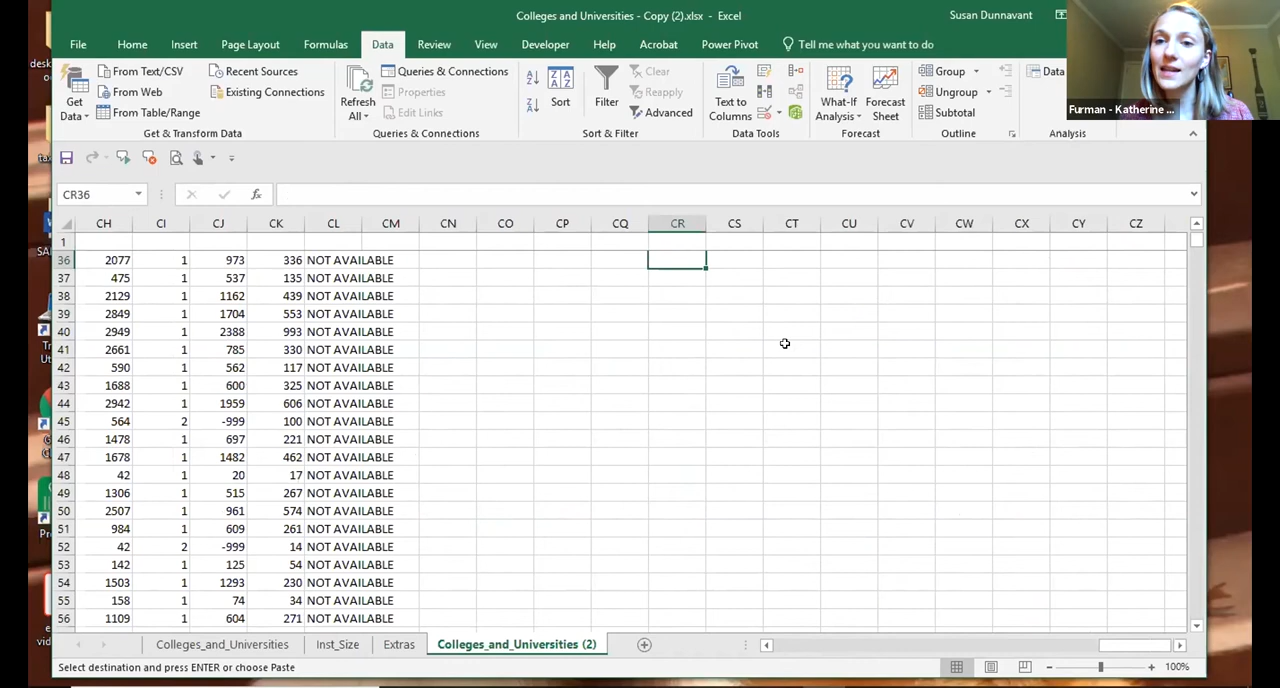 Colleges and Universities - Copy (2).xlsx - Excel
Susan Dunnavant
File Home Insert Page Layout Formulas Data Review View Developer Help Acrobat Power Pivot Tell me what you want to do
Furman - Katherine ...
Get Data
From Text/CSV
From Web
From Table/Range
Recent Sources
Existing Connections
Get & Transform Data
Refresh All
Queries & Connections
Properties
Edit Links
Queries & Connections
Sort
Filter
Clear
Reapply
Advanced
Sort & Filter
Text to Columns
Data Tools
What-If Analysis
Forecast Sheet
Forecast
Group
Ungroup
Subtotal
Outline
Data
Analysis
CR36
fx
CH CI CJ CK CL CM CN CO CP CQ CR CS CT CU CV CW CX CY CZ
1
36 2077 1 973 336 NOT AVAILABLE
37 475 1 537 135 NOT AVAILABLE
38 2129 1 1162 439 NOT AVAILABLE
39 2849 1 1704 553 NOT AVAILABLE
40 2949 1 2388 993 NOT AVAILABLE
41 2661 1 785 330 NOT AVAILABLE
42 590 1 562 117 NOT AVAILABLE
43 1688 1 600 325 NOT AVAILABLE
44 2942 1 1959 606 NOT AVAILABLE
45 564 2 -999 100 NOT AVAILABLE
46 1478 1 697 221 NOT AVAILABLE
47 1678 1 1482 462 NOT AVAILABLE
48 42 1 20 17 NOT AVAILABLE
49 1306 1 515 267 NOT AVAILABLE
50 2507 1 961 574 NOT AVAILABLE
51 984 1 609 261 NOT AVAILABLE
52 42 2 -999 14 NOT AVAILABLE
53 142 1 125 54 NOT AVAILABLE
54 1503 1 1293 230 NOT AVAILABLE
55 158 1 74 34 NOT AVAILABLE
56 1109 1 604 271 NOT AVAILABLE
Colleges_and_Universities Inst_Size Extras Colleges_and_Universities (2)
Select destination and press ENTER or choose Paste
100%